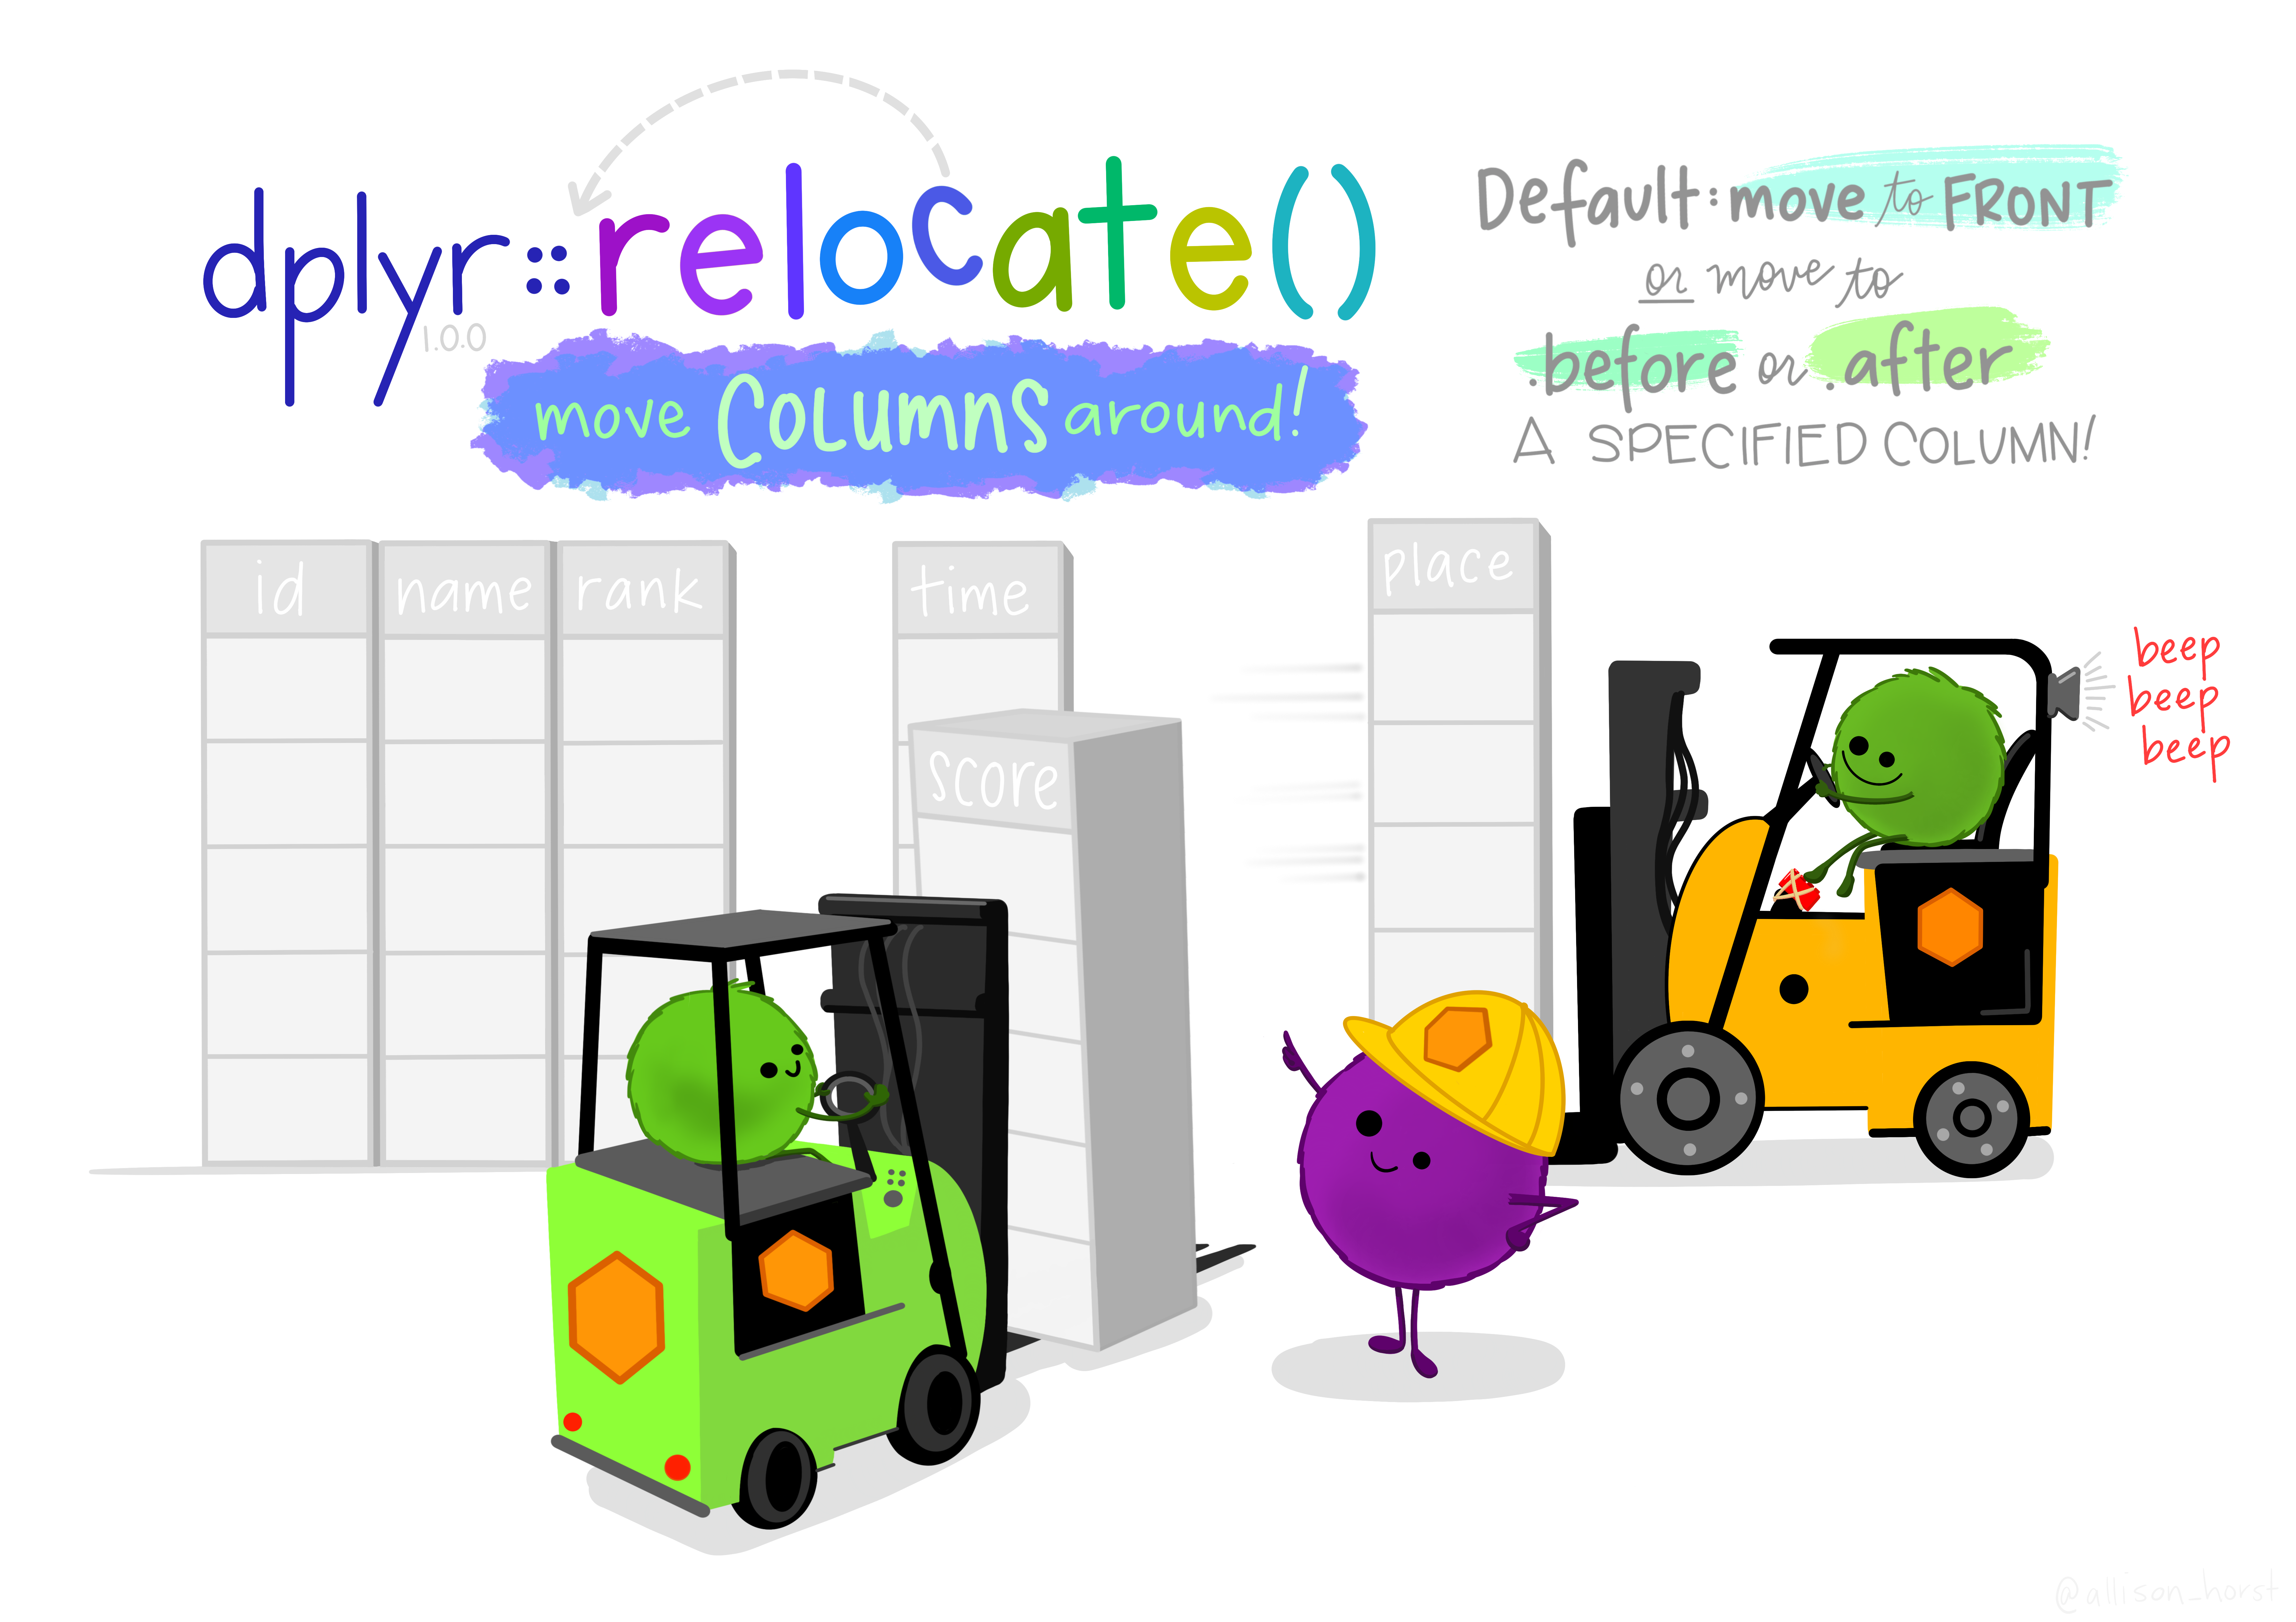 dplyr::relocate()
1.0.0
move COLUMNS around!
Default: move to FRONT
or move to
.before or .after
A SPECIFIED COLUMN!
id name rank time place
score
beep
beep
beep
@allison_horst